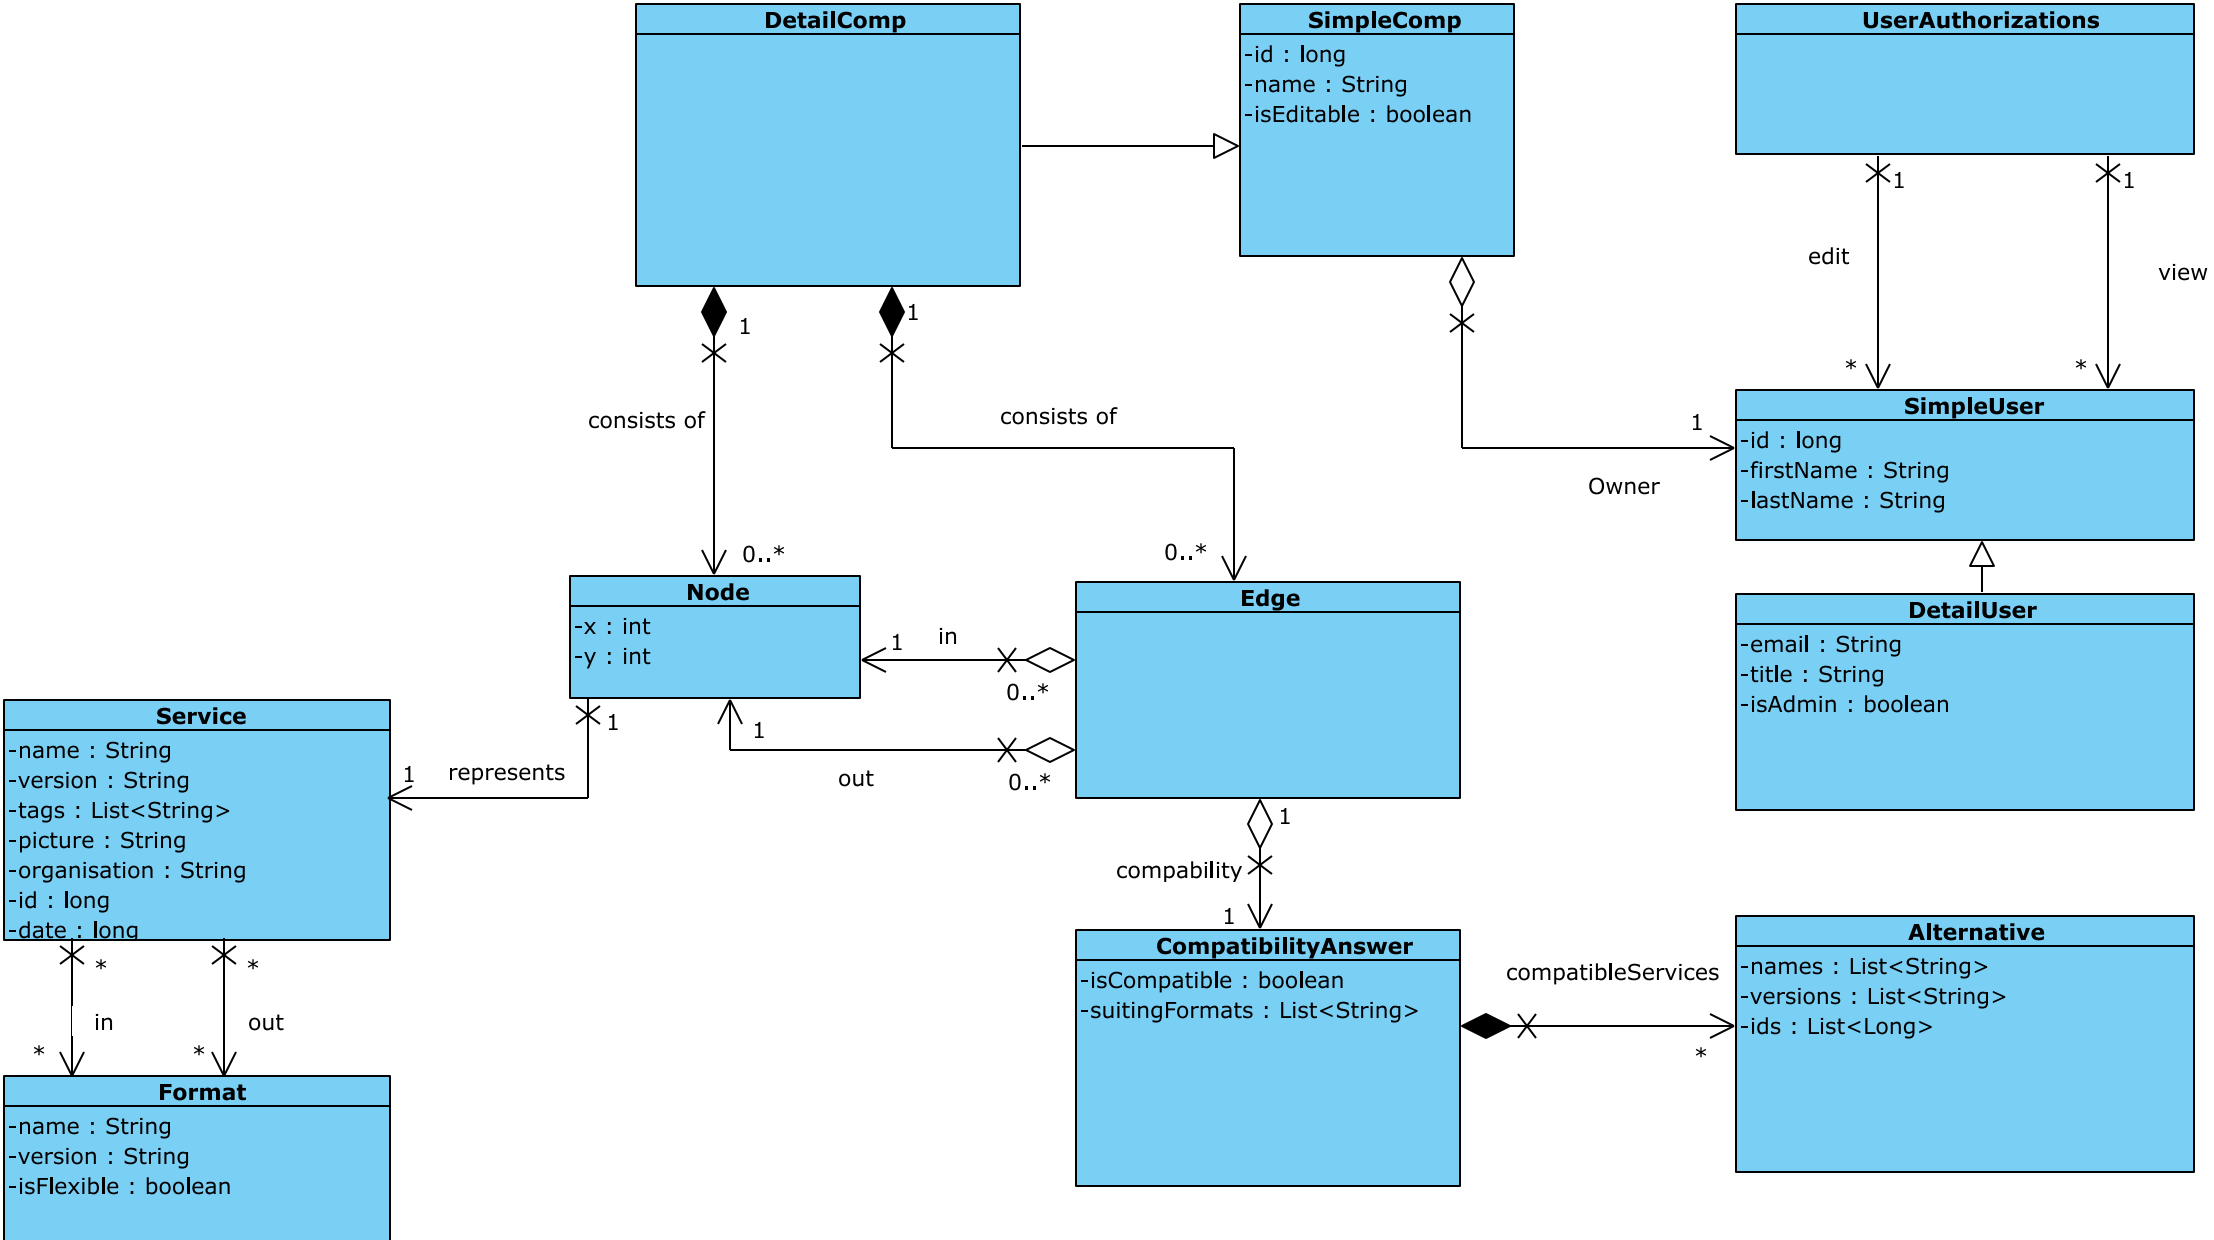 DetailComp
SimpleComp
-id : long
-name : String
-isEditable : boolean
UserAuthorizations
1
1
edit
view
*
*
1
1
consists of
consists of
0..*
0..*
1
Owner
SimpleUser
-id : long
-firstName : String
-lastName : String
DetailUser
-email : String
-title : String
-isAdmin : boolean
Node
-x : int
-y : int
Edge
1
in
0..*
1
out
0..*
1
represents
1
Service
-name : String
-version : String
-tags : List<String>
-picture : String
-organisation : String
-id : long
-date : long
*
*
in
out
*
*
Format
-name : String
-version : String
-isFlexible : boolean
1
compability
1
CompatibilityAnswer
-isCompatible : boolean
-suitingFormats : List<String>
compatibleServices
*
Alternative
-names : List<String>
-versions : List<String>
-ids : List<Long>